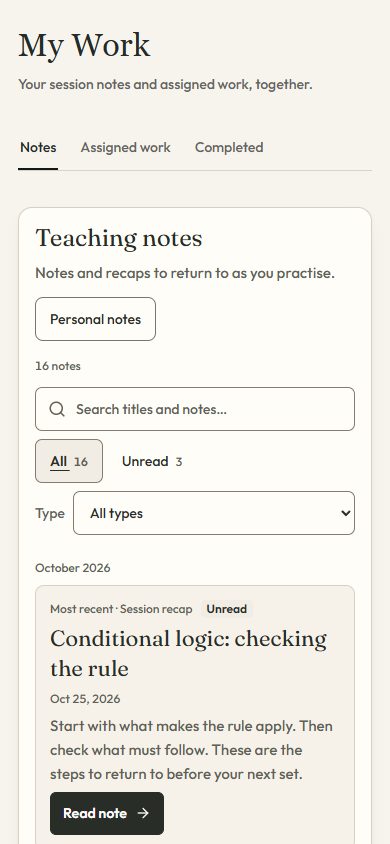 My Work
Your session notes and assigned work, together.
Notes Assigned work Completed
Teaching notes
Notes and recaps to return to as you practise.
Personal notes
16 notes
Search titles and notes...
All 16 Unread 3
Type All types
October 2026
Most recent · Session recap Unread
Conditional logic: checking
the rule
Oct 25, 2026
Start with what makes the rule apply. Then
check what must follow. These are the
steps to return to before your next set.
Read note →